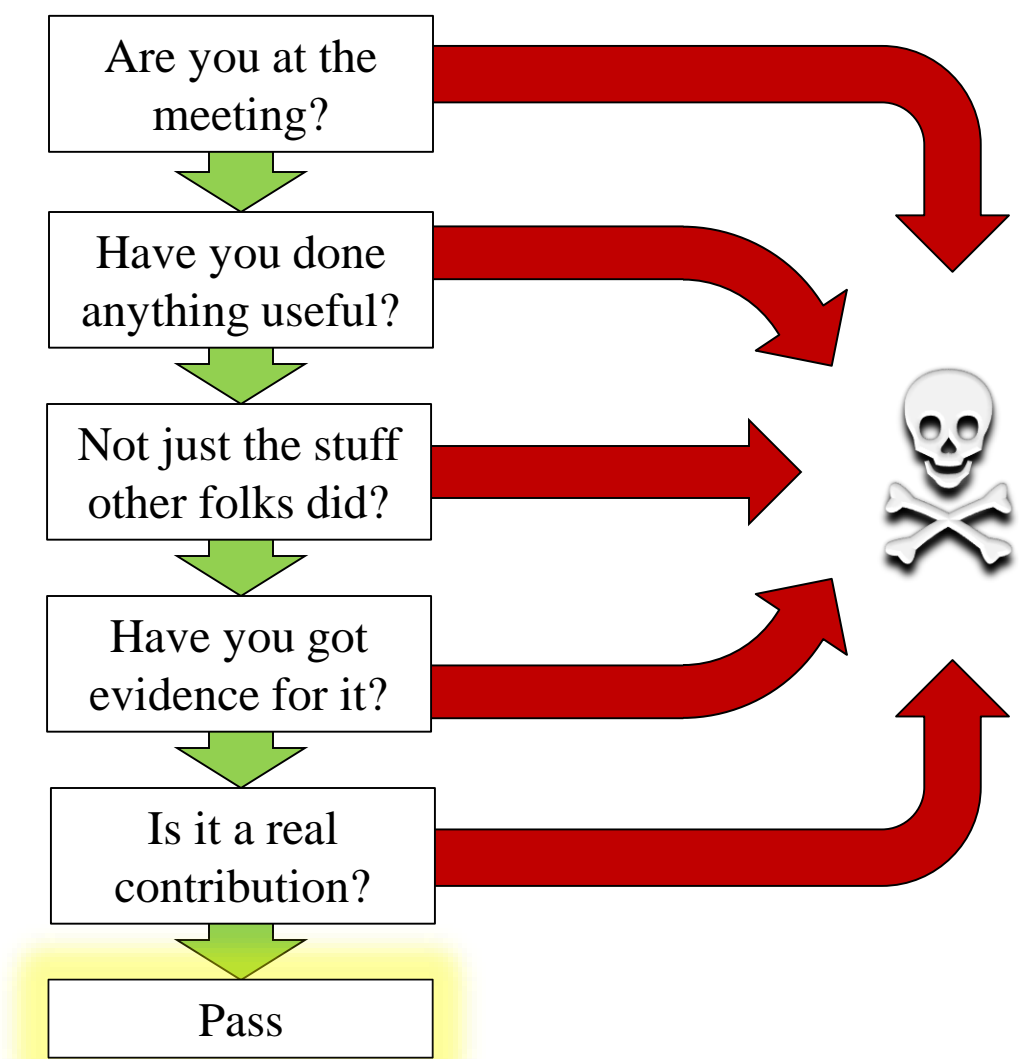 Are you at the
meeting?
Have you done
anything useful?
Not just the stuff
other folks did?
Have you got
evidence for it?
Is it a real
contribution?
Pass